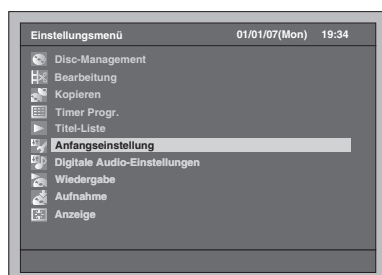 Einstellungsmenü 01/01/07(Mon) 19:34
Disc-Management
Bearbeitung
Kopieren
Timer Progr.
Titel-Liste
Anfangseinstellung
Digitale Audio-Einstellungen
Wiedergabe
Aufnahme
Anzeige